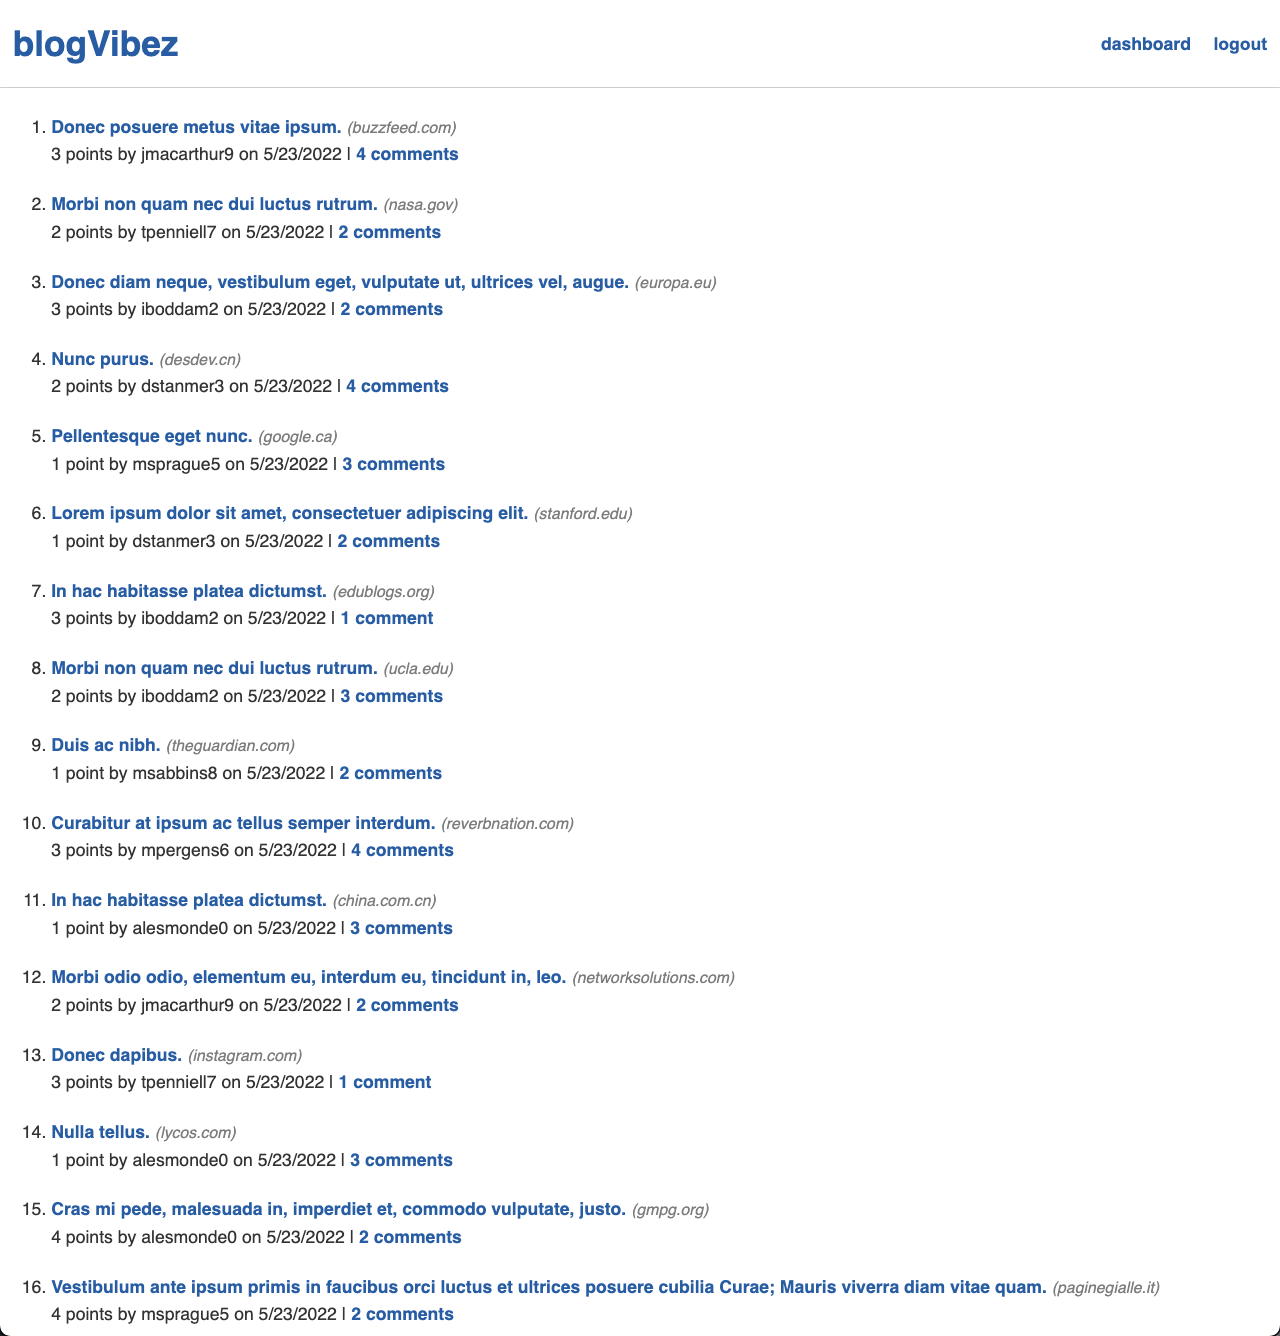 blogVibez
dashboard logout
1. Donec posuere metus vitae ipsum. (buzzfeed.com)
3 points by jmacarthur9 on 5/23/2022 | 4 comments
2. Morbi non quam nec dui luctus rutrum. (nasa.gov)
2 points by tpenniell7 on 5/23/2022 | 2 comments
3. Donec diam neque, vestibulum eget, vulputate ut, ultrices vel, augue. (europa.eu)
3 points by iboddam2 on 5/23/2022 | 2 comments
4. Nunc purus. (desdev.cn)
2 points by dstanmer3 on 5/23/2022 | 4 comments
5. Pellentesque eget nunc. (google.ca)
1 point by msprague5 on 5/23/2022 | 3 comments
6. Lorem ipsum dolor sit amet, consectetuer adipiscing elit. (stanford.edu)
1 point by dstanmer3 on 5/23/2022 | 2 comments
7. In hac habitasse platea dictumst. (edublogs.org)
3 points by iboddam2 on 5/23/2022 | 1 comment
8. Morbi non quam nec dui luctus rutrum. (ucla.edu)
2 points by iboddam2 on 5/23/2022 | 3 comments
9. Duis ac nibh. (theguardian.com)
1 point by msabbins8 on 5/23/2022 | 2 comments
10. Curabitur at ipsum ac tellus semper interdum. (reverbnation.com)
3 points by mpergens6 on 5/23/2022 | 4 comments
11. In hac habitasse platea dictumst. (china.com.cn)
1 point by alesmonde0 on 5/23/2022 | 3 comments
12. Morbi odio odio, elementum eu, interdum eu, tincidunt in, leo. (networksolutions.com)
2 points by jmacarthur9 on 5/23/2022 | 2 comments
13. Donec dapibus. (instagram.com)
3 points by tpenniell7 on 5/23/2022 | 1 comment
14. Nulla tellus. (lycos.com)
1 point by alesmonde0 on 5/23/2022 | 3 comments
15. Cras mi pede, malesuada in, imperdiet et, commodo vulputate, justo. (gmpg.org)
4 points by alesmonde0 on 5/23/2022 | 2 comments
16. Vestibulum ante ipsum primis in faucibus orci luctus et ultrices posuere cubilia Curae; Mauris viverra diam vitae quam. (paginegialle.it)
4 points by msprague5 on 5/23/2022 | 2 comments